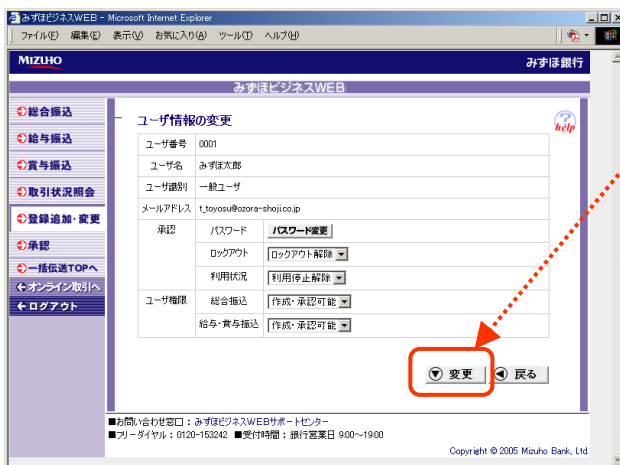 みずほビジネスWEB - Microsoft Internet Explorer
ファイル(F) 編集(E) 表示(V) お気に入り(A) ツール(T) ヘルプ(H)
MIZUHO
みずほ銀行
みずほビジネスWEB
総合振込
給与振込
賞与振込
取引状況照会
登録追加・変更
承認
一括伝送TOPへ
オンライン取引へ
ログアウト
ユーザ情報の変更
help
ユーザ番号 0001
ユーザ名 みずほ太郎
ユーザ識別 一般ユーザ
メールアドレス t_toyosu@ozora-shoji.co.jp
承認 パスワード パスワード変更
ロックアウト ロックアウト解除
利用状況 利用停止解除
ユーザ権限 総合振込 作成・承認可能
給与・賞与振込 作成・承認可能
変更 戻る
■お問い合わせ窓口：みずほビジネスWEBサポートセンター
■フリーダイヤル：0120-153242 ■受付時間：銀行営業日 9:00～19:00
Copyright © 2005 Mizuho Bank, Ltd.